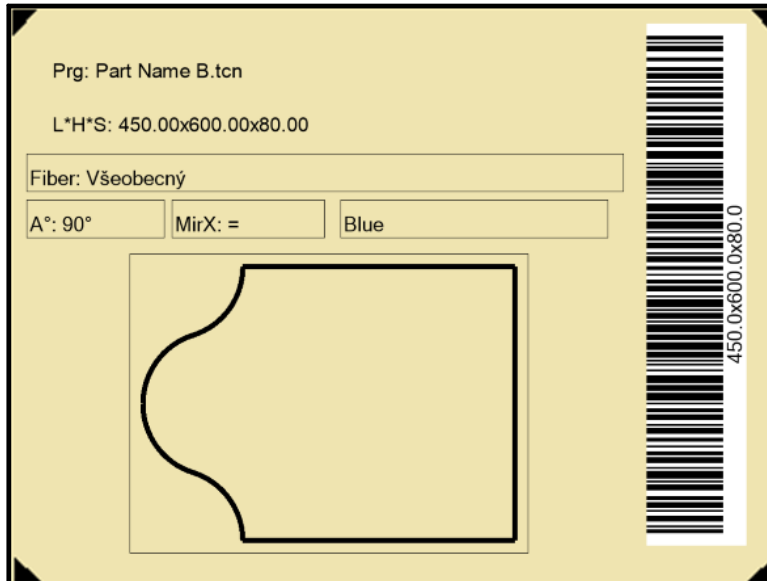 Prg: Part Name B.tcn
L*H*S: 450.00x600.00x80.00
Fiber: Všeobecný
A°: 90°
MirX: =
Blue
450.0x600.0x80.0